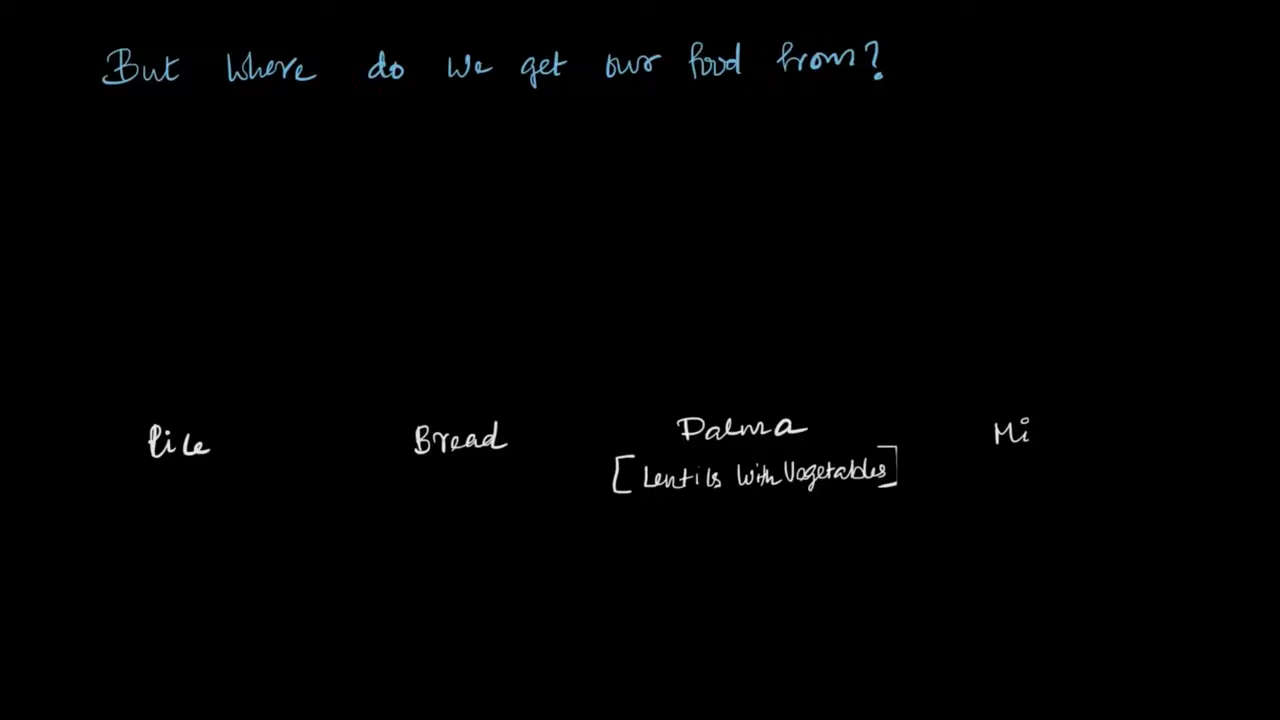 But where do we get our food from?
Rice Bread Dalma Mi
[Lentils with Vegetables]